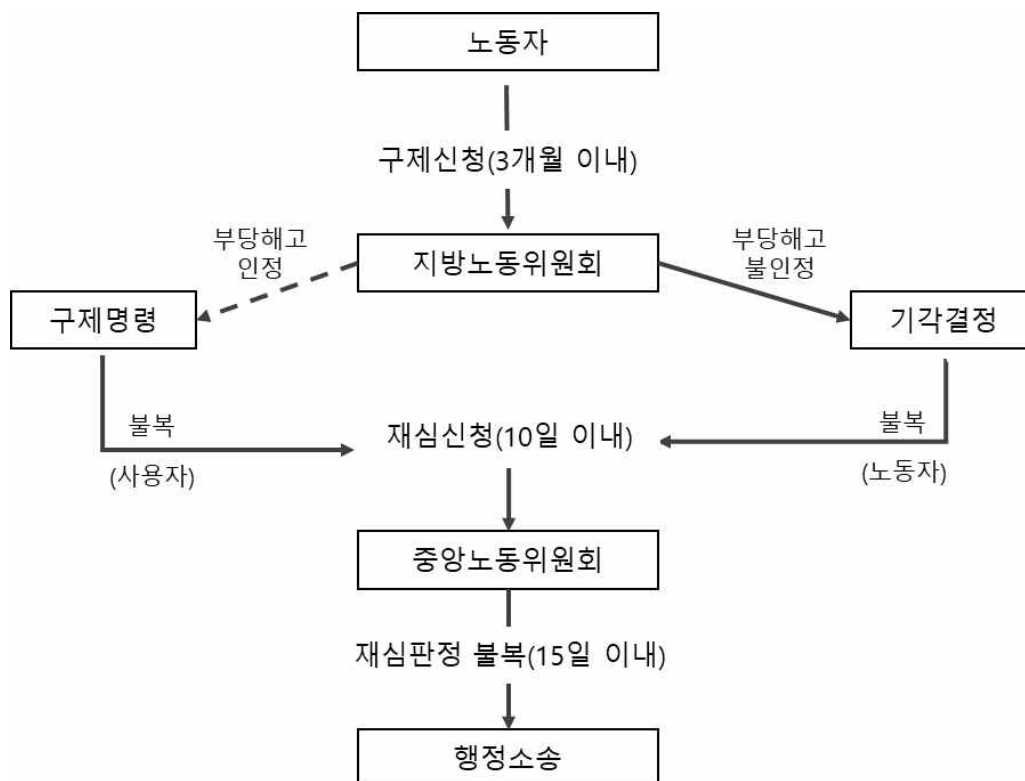 노동자
구제신청(3개월 이내)
부당해고
인정
지방노동위원회
부당해고
불인정
구제명령
기각결정
불복
(사용자)
재심신청(10일 이내)
불복
(노동자)
중앙노동위원회
재심판정 불복(15일 이내)
행정소송